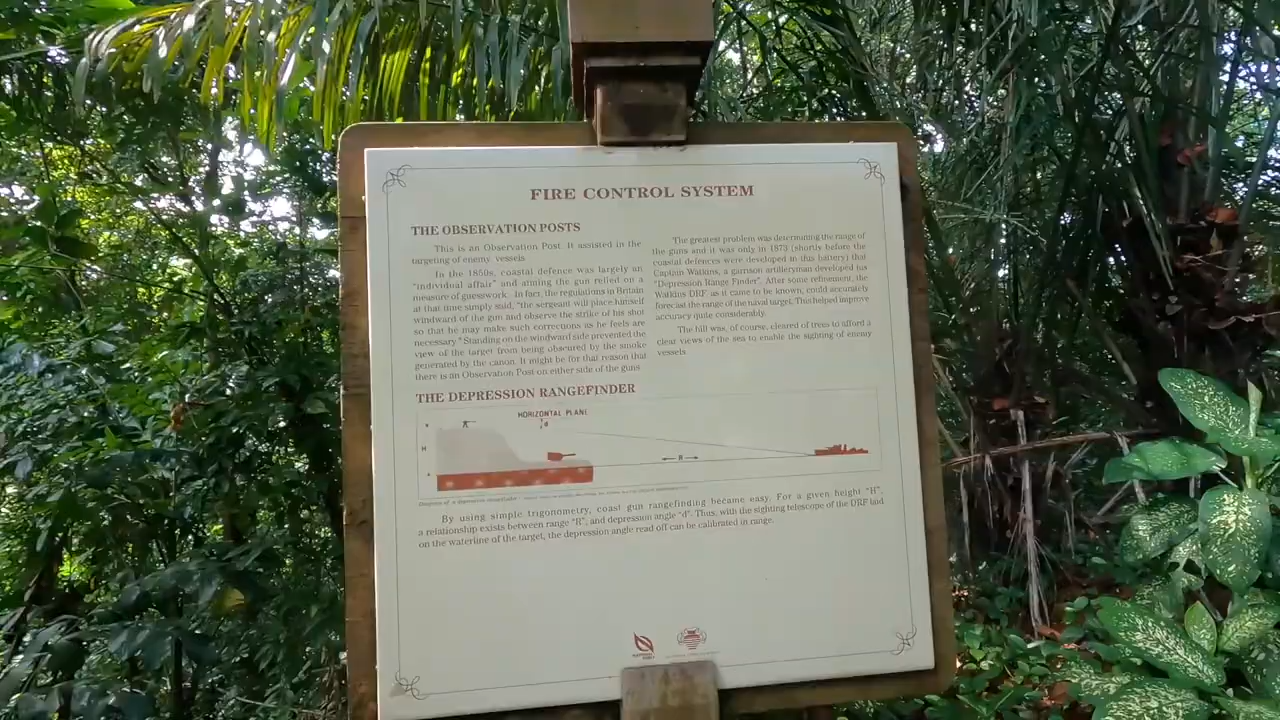 FIRE CONTROL SYSTEM
THE OBSERVATION POSTS
This is an Observation Post. It assisted in the
targeting of enemy vessels
In the 1850s, coastal defence was largely an
"individual affair" and aiming the gun relied on a
measure of guesswork. In fact, the regulations in Britain
at that time simply said, "the sergeant will place himself
windward of the gun and observe the strike of his shot
so that he may make such corrections as he feels are
necessary." Standing on the windward side prevented the
view of the target from being obscured by the smoke
generated by the canon. It might be for that reason that
there is an Observation Post on either side of the guns
The greatest problem was determining the range of
the guns and it was only in 1873 (shortly before the
coastal defences were developed in this battery) that
Captain Watkins, a garrison artilleryman developed his
"Depression Range Finder". After some refinement, the
Watkins DRF as it came to be known, could accurately
forecast the range of the naval target. This helped improve
accuracy quite considerably.
The hill was, of course, cleared of trees to afford a
clear views of the sea to enable the sighting of enemy
vessels
THE DEPRESSION RANGEFINDER
HORIZONTAL PLANE
d
H
R
Diagram of a depression rangefinder
By using simple trigonometry, coast gun rangefinding became easy. For a given height "H",
a relationship exists between range "R", and depression angle "d". Thus, with the sighting telescope of the DRF laid
on the waterline of the target, the depression angle read off can be calibrated in range.